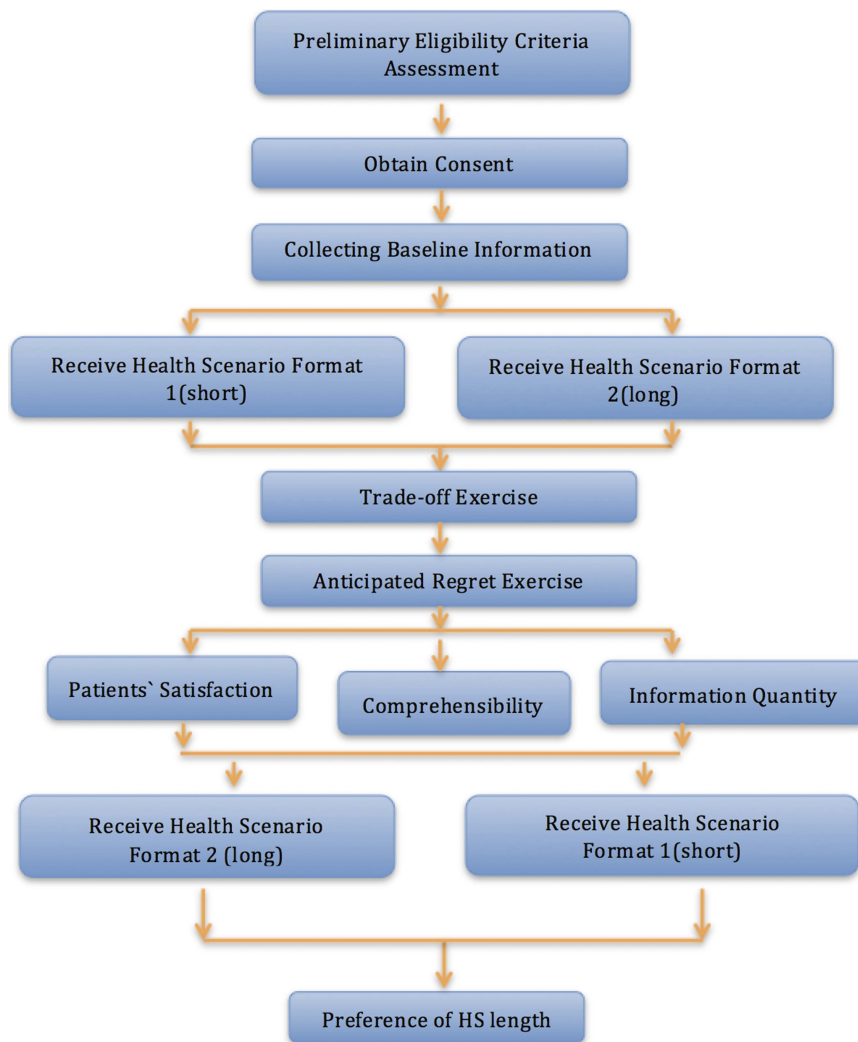 Preliminary Eligibility Criteria
Assessment
Obtain Consent
Collecting Baseline Information
Receive Health Scenario Format
1(short)
Receive Health Scenario Format
2(long)
Trade-off Exercise
Anticipated Regret Exercise
Patients` Satisfaction
Comprehensibility
Information Quantity
Receive Health Scenario
Format 2 (long)
Receive Health Scenario
Format 1(short)
Preference of HS length